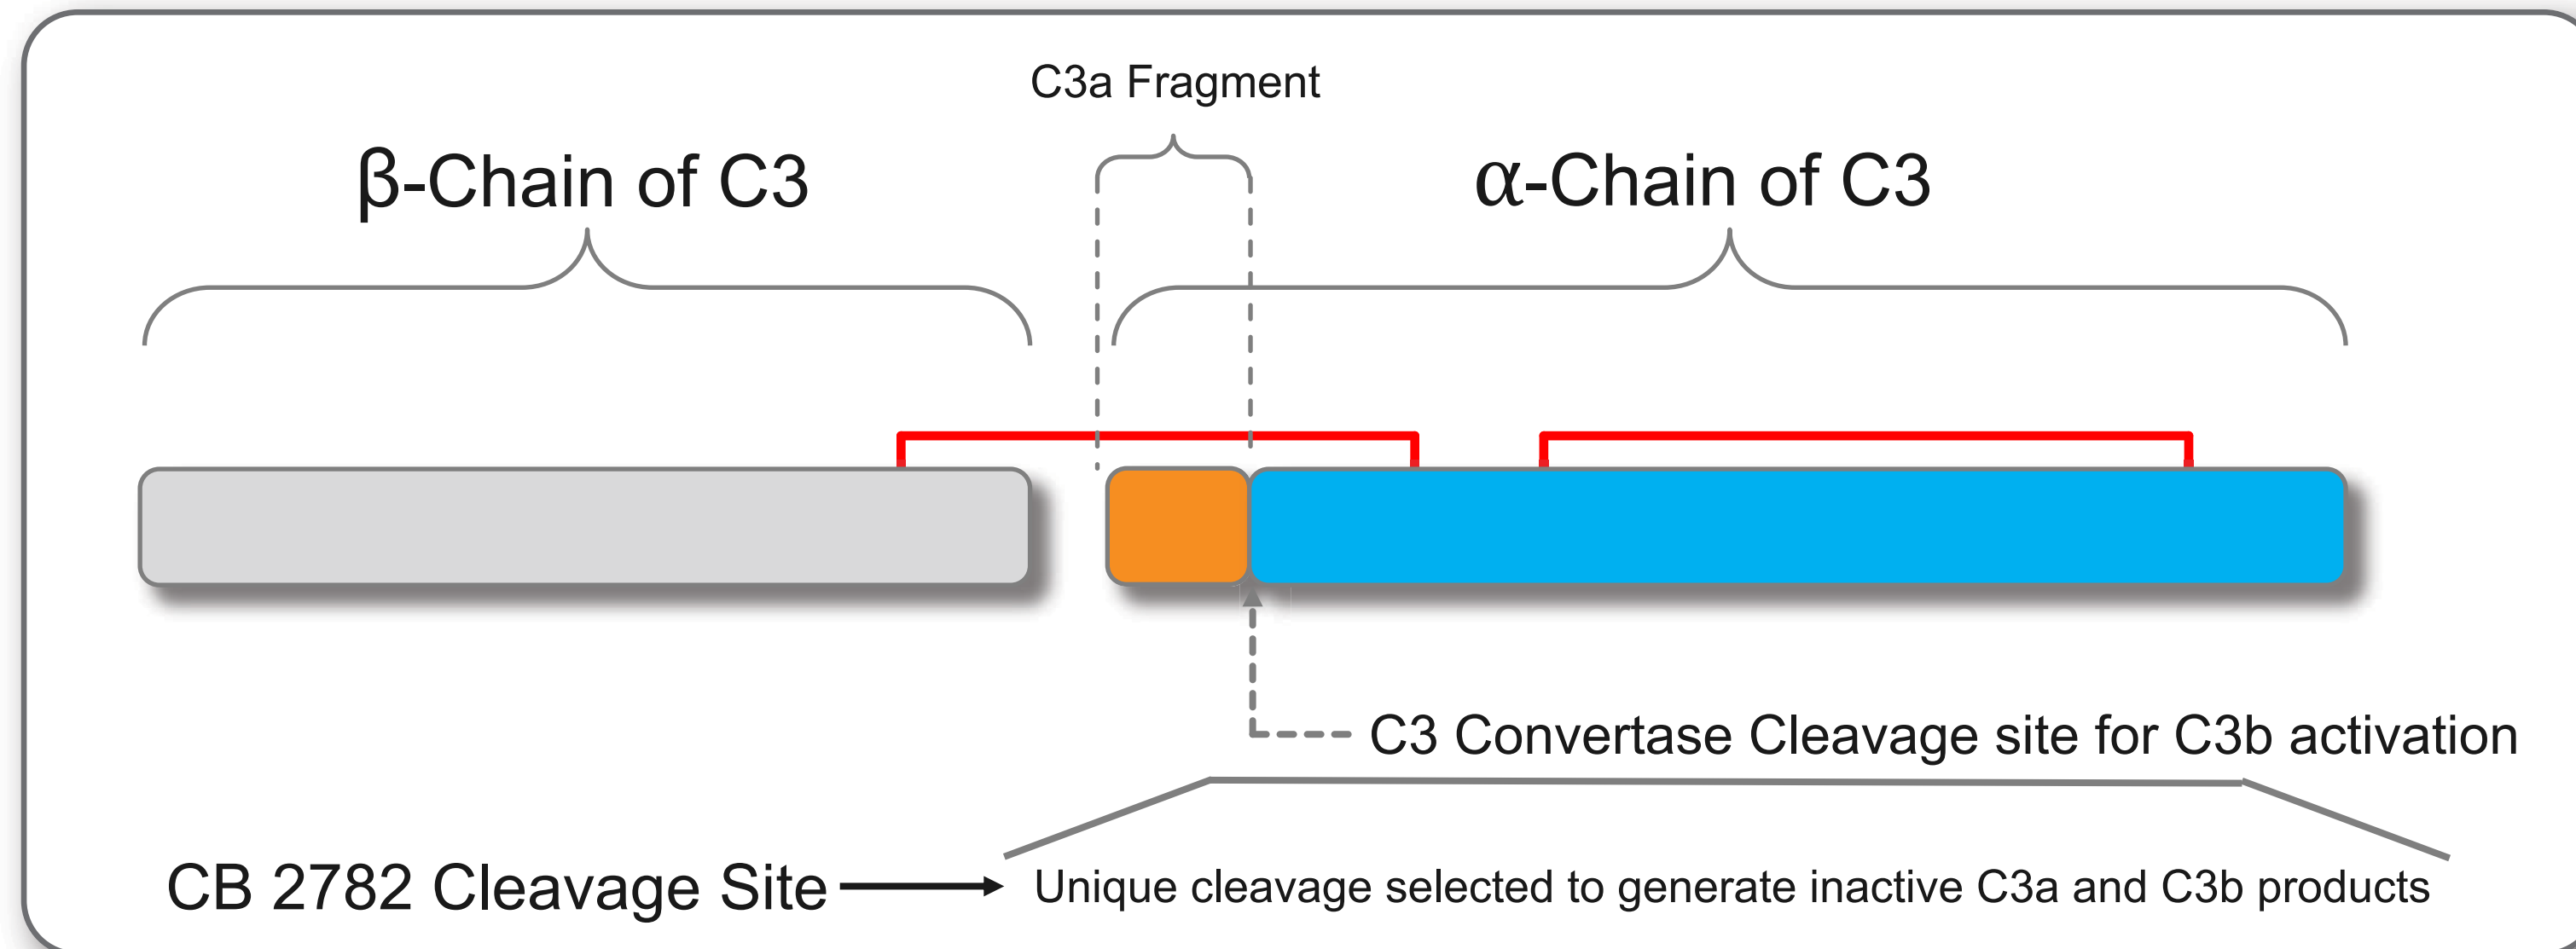 C3a Fragment
β-Chain of C3
α-Chain of C3
C3 Convertase Cleavage site for C3b activation
CB 2782 Cleavage Site
Unique cleavage selected to generate inactive C3a and C3b products